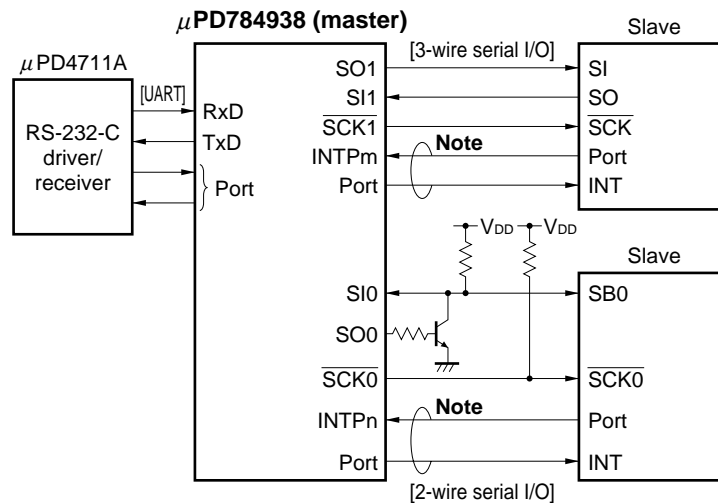 μPD784938 (master)
Slave
μPD4711A
[3-wire serial I/O]
[UART]
RS-232-C
driver/
receiver
RxD
TxD
Port
SO1
SI1
SCK1
INTPm
Port
Note
SI
SO
SCK
Port
INT
VDD
VDD
Slave
SI0
SO0
SCK0
INTPn
Port
Note
SB0
SCK0
Port
INT
[2-wire serial I/O]